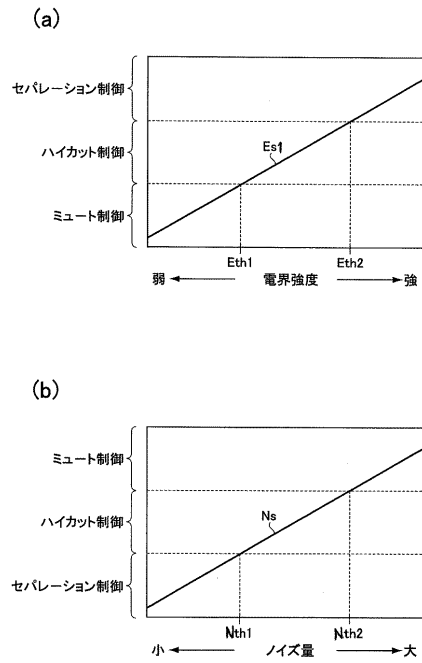 (a)
セパレーション制御
ハイカット制御
ミュート制御
Es1
Eth1
Eth2
弱 電界強度 強
(b)
ミュート制御
ハイカット制御
セパレーション制御
Ns
Nth1
Nth2
小 ノイズ量 大